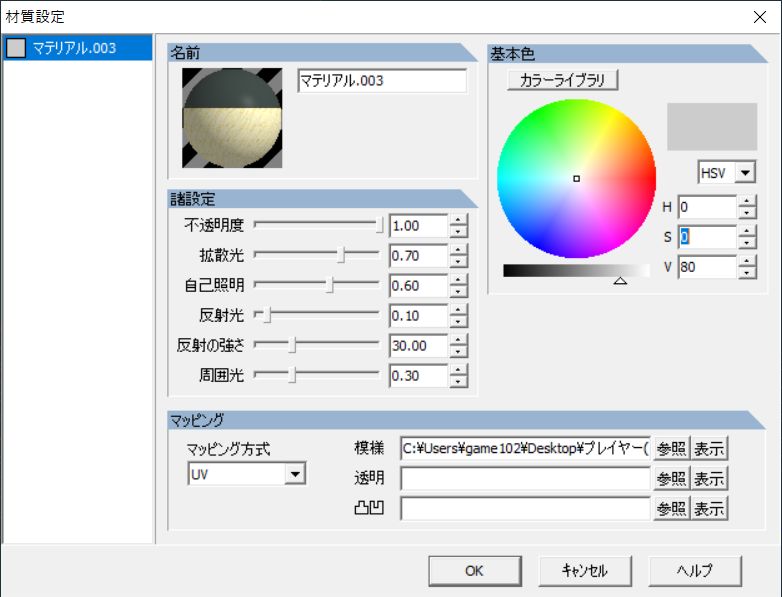 材質設定
マテリアル.003
名前
マテリアル.003
基本色
カラーライブラリ
HSV
H 0
S 0
V 80
諸設定
不透明度 1.00
拡散光 0.70
自己照明 0.60
反射光 0.10
反射の強さ 30.00
周囲光 0.30
マッピング
マッピング方式
UV
模様 C:¥Users¥game102¥Desktop¥プレイヤー( 参照 表示
透明 参照 表示
凸凹 参照 表示
OK キャンセル ヘルプ